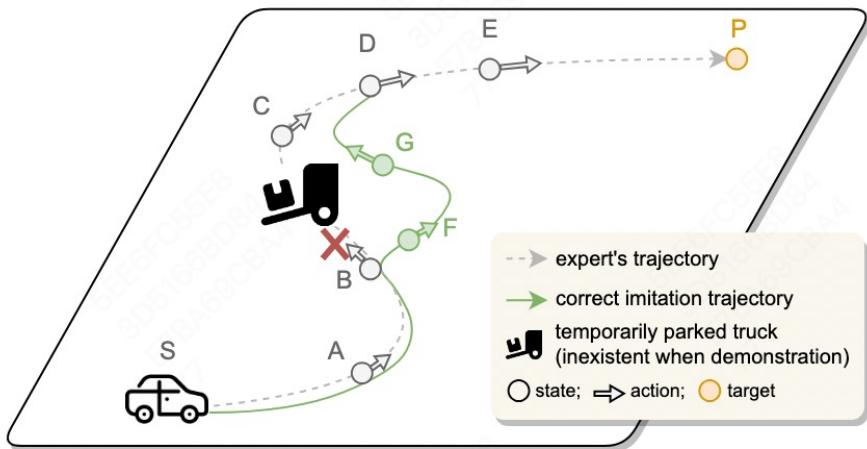 P
E
D
C
G
F
B
A
S
expert's trajectory
correct imitation trajectory
temporarily parked truck
(inexistent when demonstration)
state; action; target